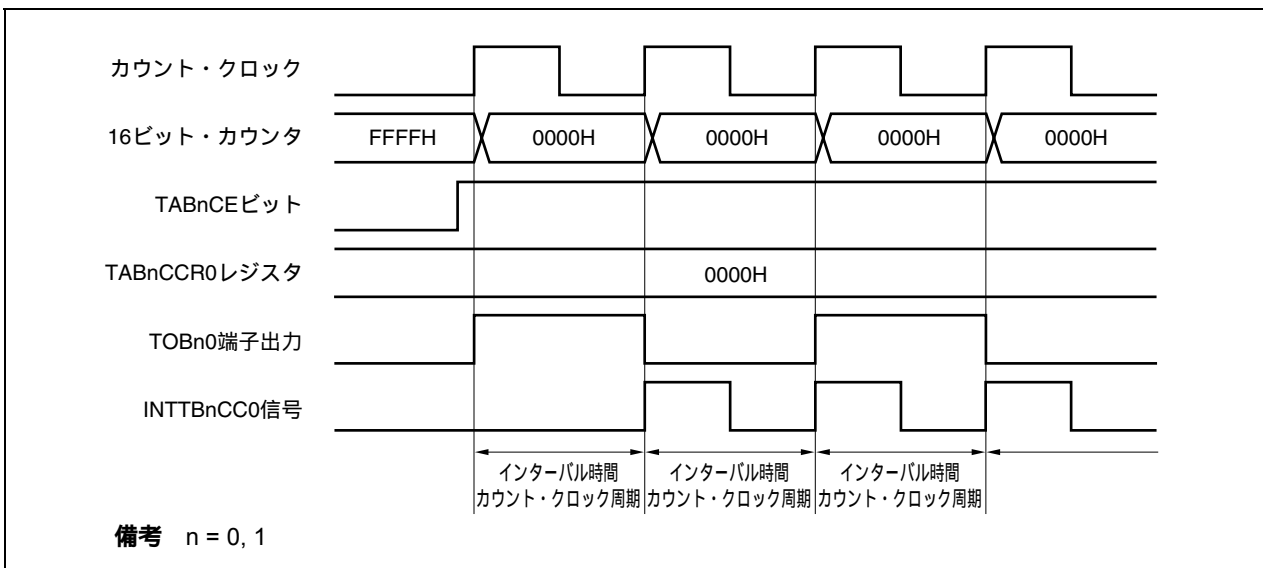 カウント・クロック
16ビット・カウンタ FFFFH 0000H 0000H 0000H 0000H
TABnCEビット
TABnCCR0レジスタ 0000H
TOBn0端子出力
INTTBnCC0信号
インターバル時間 インターバル時間 インターバル時間
カウント・クロック周期 カウント・クロック周期 カウント・クロック周期
備考 n = 0, 1